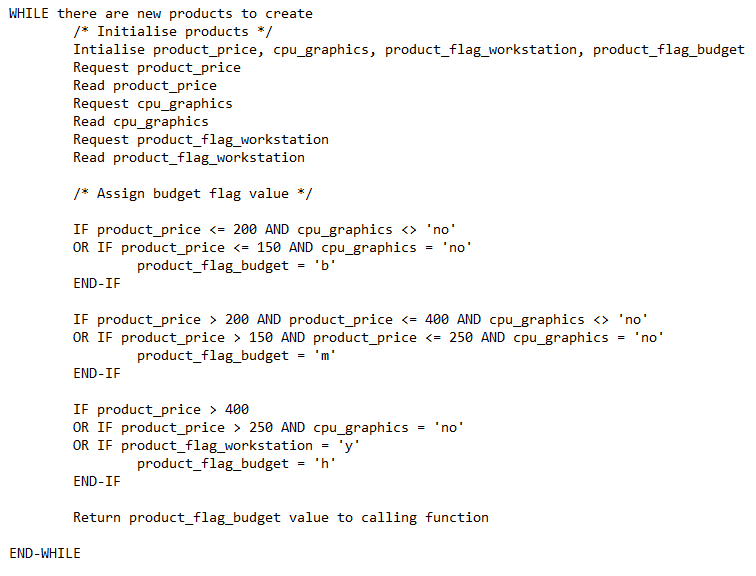 WHILE there are new products to create
/* Initialise products */
Intialise product_price, cpu_graphics, product_flag_workstation, product_flag_budget
Request product_price
Read product_price
Request cpu_graphics
Read cpu_graphics
Request product_flag_workstation
Read product_flag_workstation
/* Assign budget flag value */
IF product_price <= 200 AND cpu_graphics <> 'no'
OR IF product_price <= 150 AND cpu_graphics = 'no'
product_flag_budget = 'b'
END-IF
IF product_price > 200 AND product_price <= 400 AND cpu_graphics <> 'no'
OR IF product_price > 150 AND product_price <= 250 AND cpu_graphics = 'no'
product_flag_budget = 'm'
END-IF
IF product_price > 400
OR IF product_price > 250 AND cpu_graphics = 'no'
OR IF product_flag_workstation = 'y'
product_flag_budget = 'h'
END-IF
Return product_flag_budget value to calling function
END-WHILE